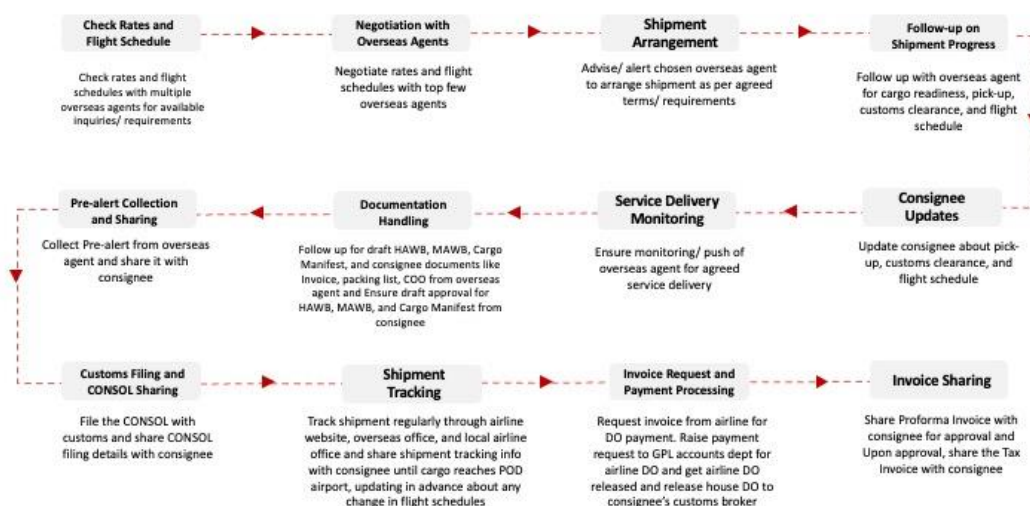 Check Rates and
Flight Schedule
Check rates and flight
schedules with multiple
overseas agents for available
inquiries/ requirements
Negotiation with
Overseas Agents
Negotiate rates and flight
schedules with top few
overseas agents
Shipment
Arrangement
Advise/ alert chosen overseas agent
to arrange shipment as per agreed
terms/ requirements
Follow-up on
Shipment Progress
Follow up with overseas agent
for cargo readiness, pick-up,
customs clearance, and flight
schedule
Consignee
Updates
Update consignee about pick-
up, customs clearance, and
flight schedule
Service Delivery
Monitoring
Ensure monitoring/ push of
overseas agent for agreed
service delivery
Documentation
Handling
Follow up for draft HAWB, MAWB, Cargo
Manifest, and consignee documents like
Invoice, packing list, COO from overseas
agent and Ensure draft approval for
HAWB, MAWB, and Cargo Manifest from
consignee
Pre-alert Collection
and Sharing
Collect Pre-alert from overseas
agent and share it with
consignee
Customs Filing and
CONSOL Sharing
File the CONSOL with
customs and share CONSOL
filing details with consignee
Shipment
Tracking
Track shipment regularly through airline
website, overseas office, and local airline
office and share shipment tracking info
with consignee until cargo reaches POD
airport, updating in advance about any
change in flight schedules
Invoice Request and
Payment Processing
Request invoice from airline for
DO payment. Raise payment
request to GPL accounts dept for
airline DO and get airline DO
released and release house DO to
consignee's customs broker
Invoice Sharing
Share Proforma Invoice with
consignee for approval and
Upon approval, share the Tax
Invoice with consignee